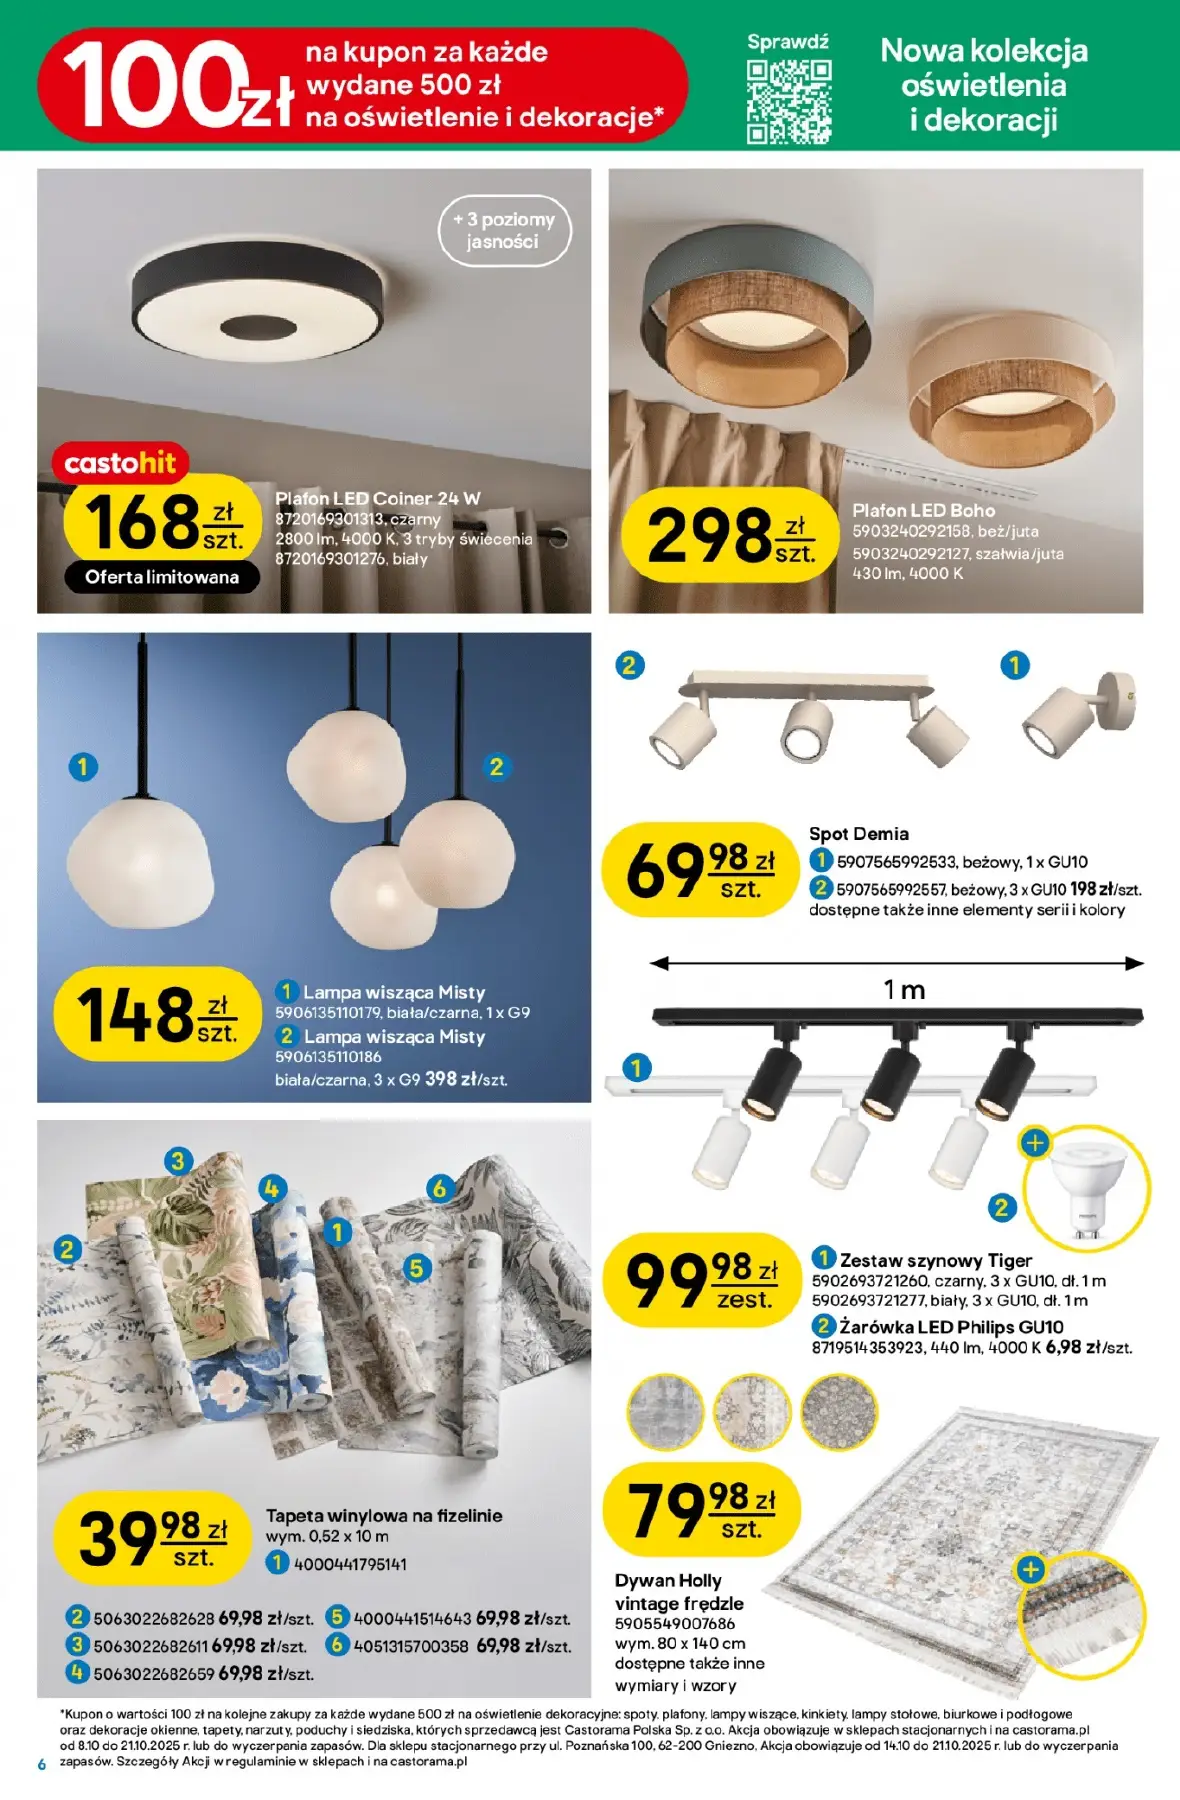 100zł
na kupon za każde
wydane 500 zł
na oświetlenie i dekoracje*
Sprawdź
Nowa kolekcja
oświetlenia
i dekoracji
+ 3 poziomy
jasności
castohit
168 zł
szt.
Oferta limitowana
Plafon LED Coiner 24 W
8720169301313, czarny
2800 lm, 4000 K, 3 tryby świecenia
8720169301276, biały
298 zł
szt.
Plafon LED Boho
5903240292158, beż/juta
5903240292127, szałwia/juta
430 lm, 4000 K
1
2
148 zł
szt.
1 Lampa wisząca Misty
5906135110179, biała/czarna, 1 x G9
2 Lampa wisząca Misty
5906135110186
biała/czarna, 3 x G9 398 zł/szt.
2
1
69 98 zł
szt.
Spot Demia
1 5907565992533, beżowy, 1 x GU10
2 5907565992557, beżowy, 3 x GU10 198 zł/szt.
dostępne także inne elementy serii i kolory
1 m
1
+
2
PHILIPS
99 98 zł
zest.
1 Zestaw szynowy Tiger
5902693721260, czarny, 3 x GU10, dł. 1 m
5902693721277, biały, 3 x GU10, dł. 1 m
2 Żarówka LED Philips GU10
8719514353923, 440 lm, 4000 K 6,98 zł/szt.
3
4
6
1
2
5
39 98 zł
szt.
Tapeta winylowa na fizelinie
wym. 0,52 x 10 m
1 4000441795141
2 5063022682628 69,98 zł/szt.
3 5063022682611 69,98 zł/szt.
4 5063022682659 69,98 zł/szt.
5 4000441514643 69,98 zł/szt.
6 4051315700358 69,98 zł/szt.
79 98 zł
szt.
Dywan Holly
vintage frędzle
5905549007686
wym. 80 x 140 cm
dostępne także inne
wymiary i wzory
+
*Kupon o wartości 100 zł na kolejne zakupy za każde wydane 500 zł na oświetlenie dekoracyjne: spoty, plafony, lampy wiszące, kinkiety, lampy stołowe, biurkowe i podłogowe
oraz dekoracje okienne, tapety, narzuty, poduchy i siedziska, których sprzedawcą jest Castorama Polska Sp. z o.o. Akcja obowiązuje w sklepach stacjonarnych i na castorama.pl
od 8.10 do 21.10.2025 r. lub do wyczerpania zapasów. Dla sklepu stacjonarnego przy ul. Poznańska 100, 62-200 Gniezno, Akcja obowiązuje od 14.10 do 21.10.2025 r. lub do wyczerpania
zapasów. Szczegóły Akcji w regulaminie w sklepach i na castorama.pl
6